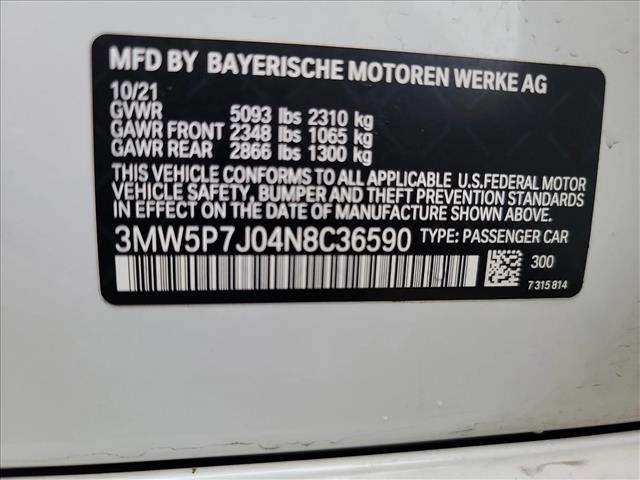 MFD BY BAYERISCHE MOTOREN WERKE AG
10/21
GVWR 5093 lbs 2310 kg
GAWR FRONT 2348 lbs 1065 kg
GAWR REAR 2866 lbs 1300 kg
THIS VEHICLE CONFORMS TO ALL APPLICABLE U.S.FEDERAL MOTOR
VEHICLE SAFETY, BUMPER AND THEFT PREVENTION STANDARDS
IN EFFECT ON THE DATE OF MANUFACTURE SHOWN ABOVE.
3MW5P7J04N8C36590 TYPE: PASSENGER CAR
300
7 315 814